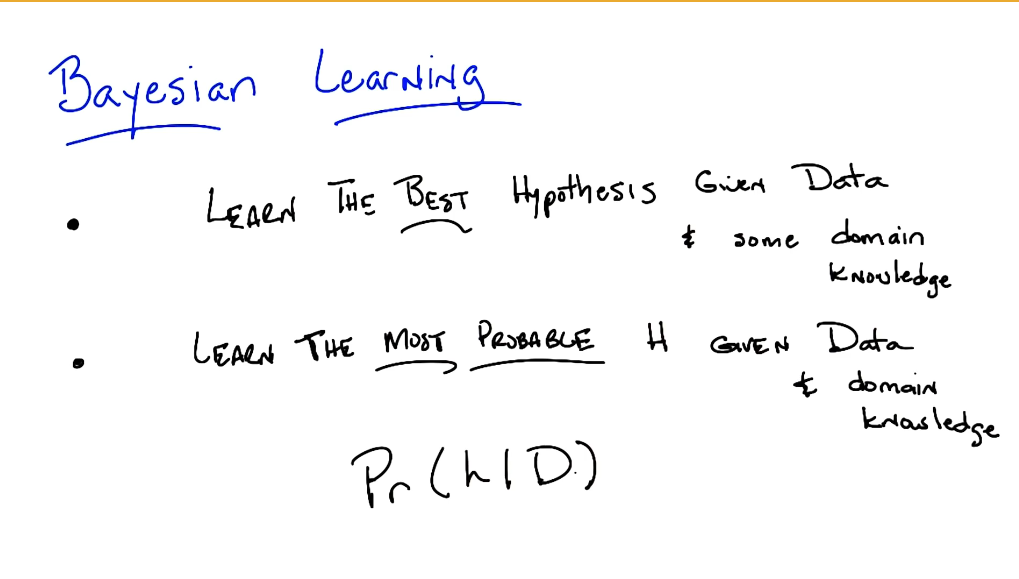 Bayesian Learning
• LEARN THE BEST Hypothesis Given Data
& some domain
knowledge
• LEARN THE MOST PROBABLE H GIVEN Data
& domain
knowledge
Pr(h|D)